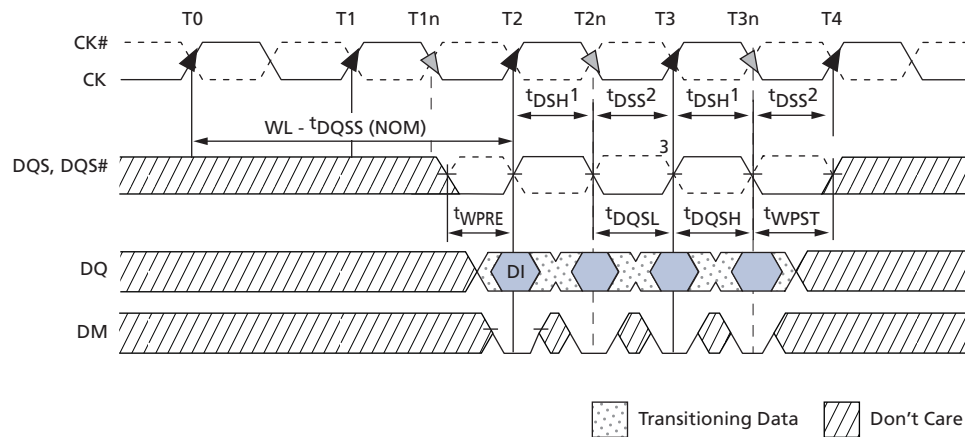 T0 T1 T1n T2 T2n T3 T3n T4
CK#
CK
tDSH1 tDSS2 tDSH1 tDSS2
WL - tDQSS (NOM)
3
DQS, DQS#
tWPRE tDQSL tDQSH tWPST
DQ DI
DM
Transitioning Data Don't Care